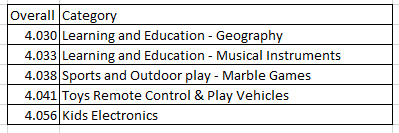 Overall Category
4.030 Learning and Education - Geography
4.033 Learning and Education - Musical Instruments
4.038 Sports and Outdoor play - Marble Games
4.041 Toys Remote Control & Play Vehicles
4.056 Kids Electronics